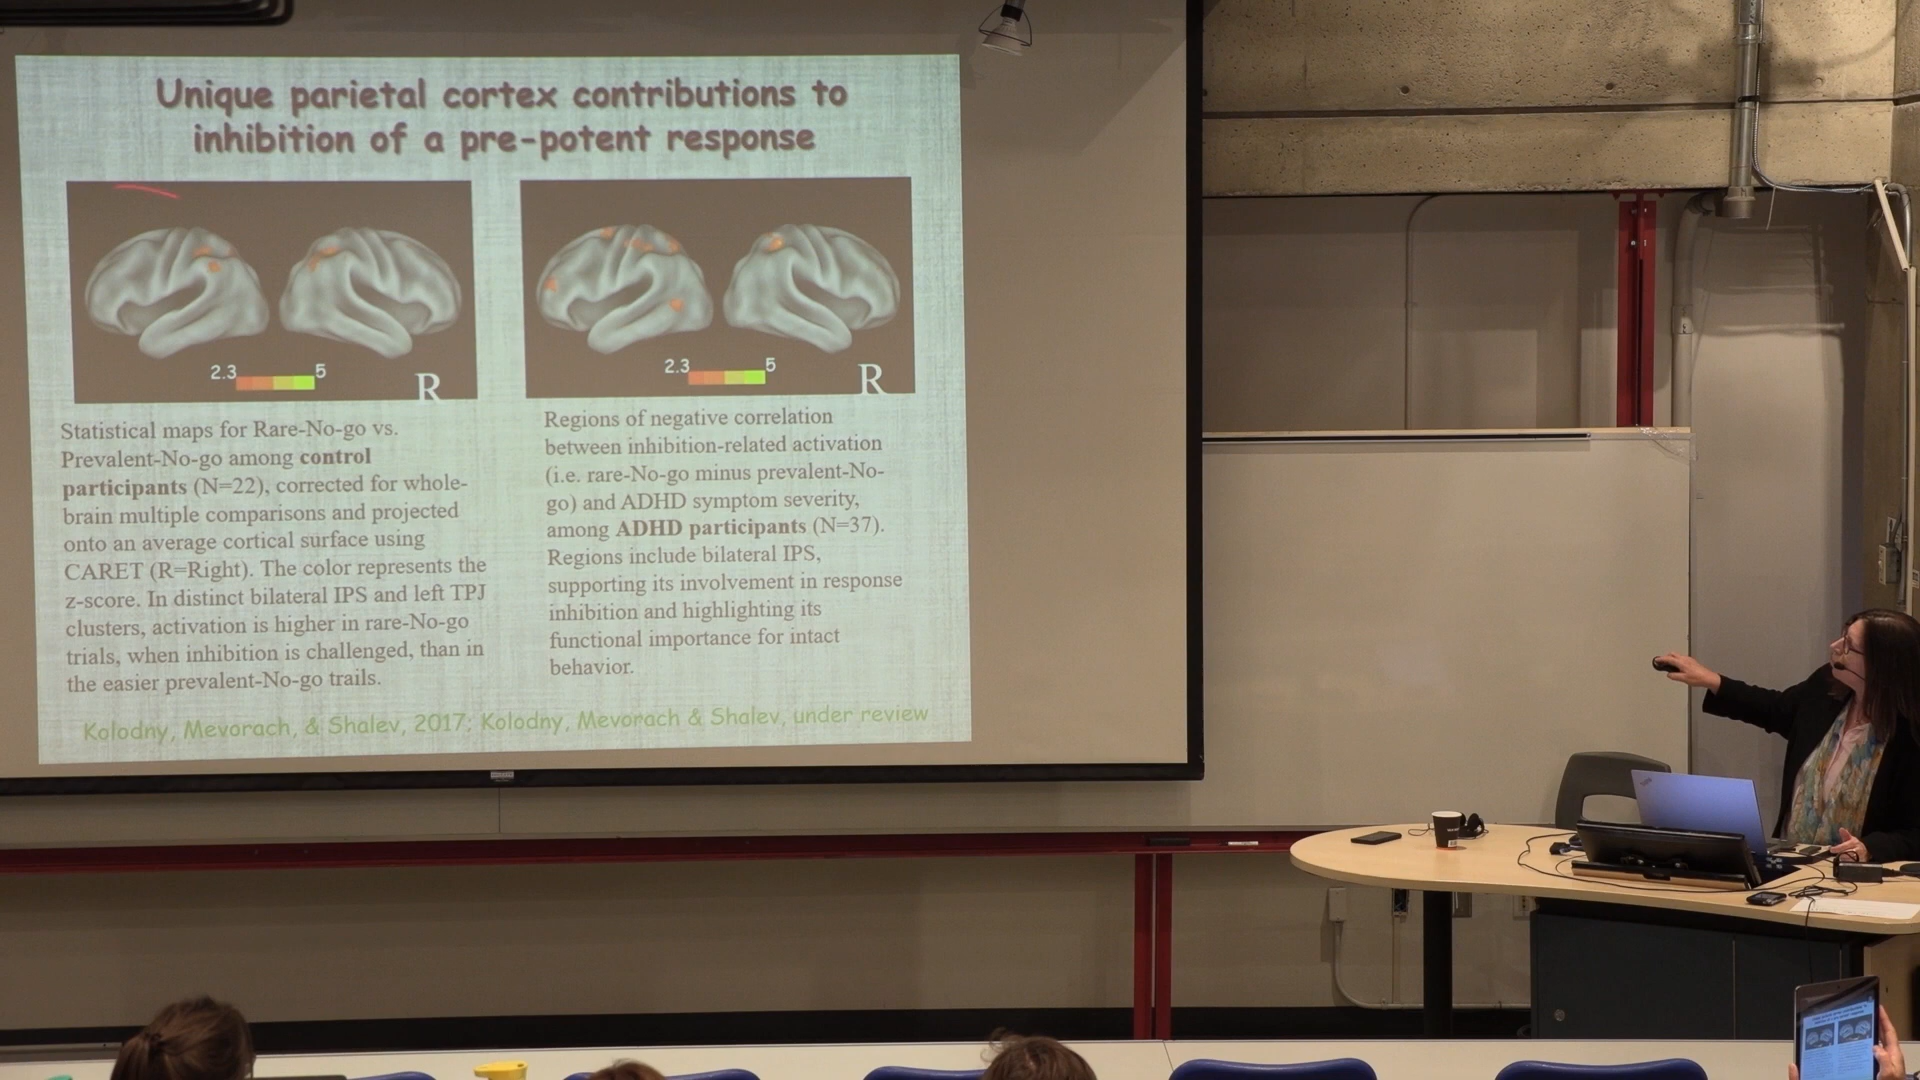 Unique parietal cortex contributions to
inhibition of a pre-potent response
2.3 5
R
2.3 5
R
Statistical maps for Rare-No-go vs.
Prevalent-No-go among control
participants (N=22), corrected for whole-
brain multiple comparisons and projected
onto an average cortical surface using
CARET (R=Right). The color represents the
z-score. In distinct bilateral IPS and left TPJ
clusters, activation is higher in rare-No-go
trials, when inhibition is challenged, than in
the easier prevalent-No-go trails.
Regions of negative correlation
between inhibition-related activation
(i.e. rare-No-go minus prevalent-No-
go) and ADHD symptom severity,
among ADHD participants (N=37).
Regions include bilateral IPS,
supporting its involvement in response
inhibition and highlighting its
functional importance for intact
behavior.
Kolodny, Mevorach, & Shalev, 2017; Kolodny, Mevorach & Shalev, under review